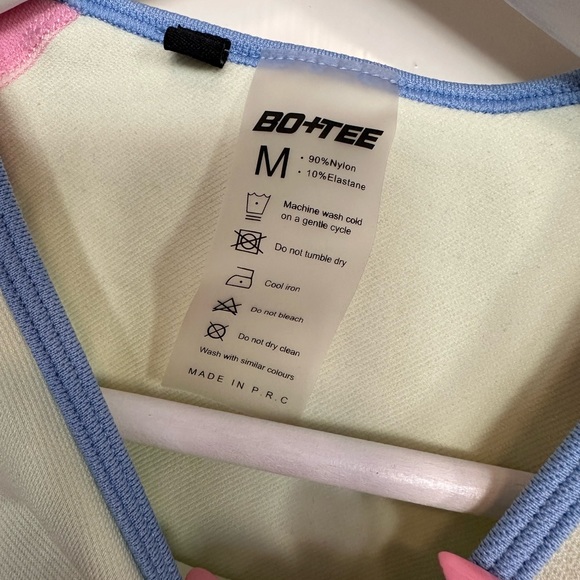 BO+TEE
M
• 90%Nylon
• 10%Elastane
Machine wash cold
on a gentle cycle
Do not tumble dry
Cool iron
Do not bleach
Do not dry clean
Wash with similar colours
MADE IN P.R.C